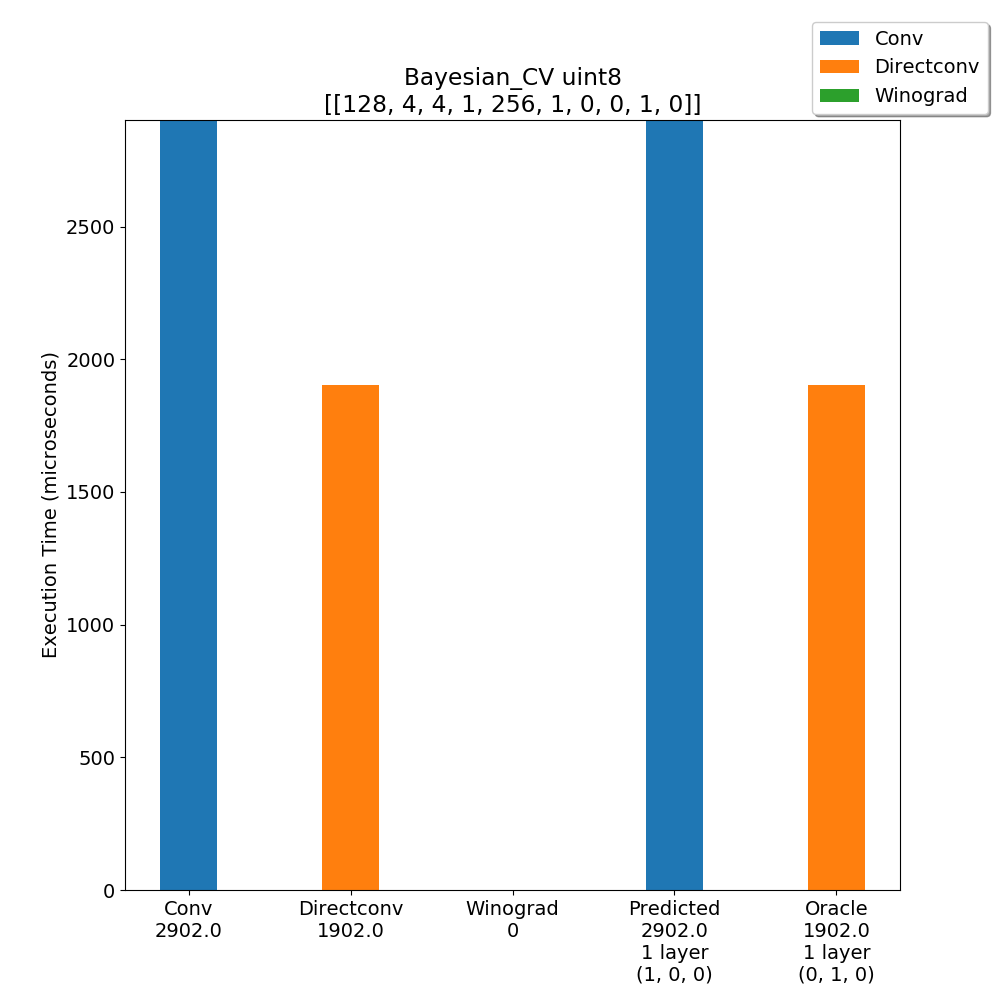 Conv
Directconv
Winograd
Bayesian_CV uint8
[[128, 4, 4, 1, 256, 1, 0, 0, 1, 0]]
Execution Time (microseconds)
2500
2000
1500
1000
500
0
Conv
2902.0
Directconv
1902.0
Winograd
0
Predicted
2902.0
1 layer
(1, 0, 0)
Oracle
1902.0
1 layer
(0, 1, 0)